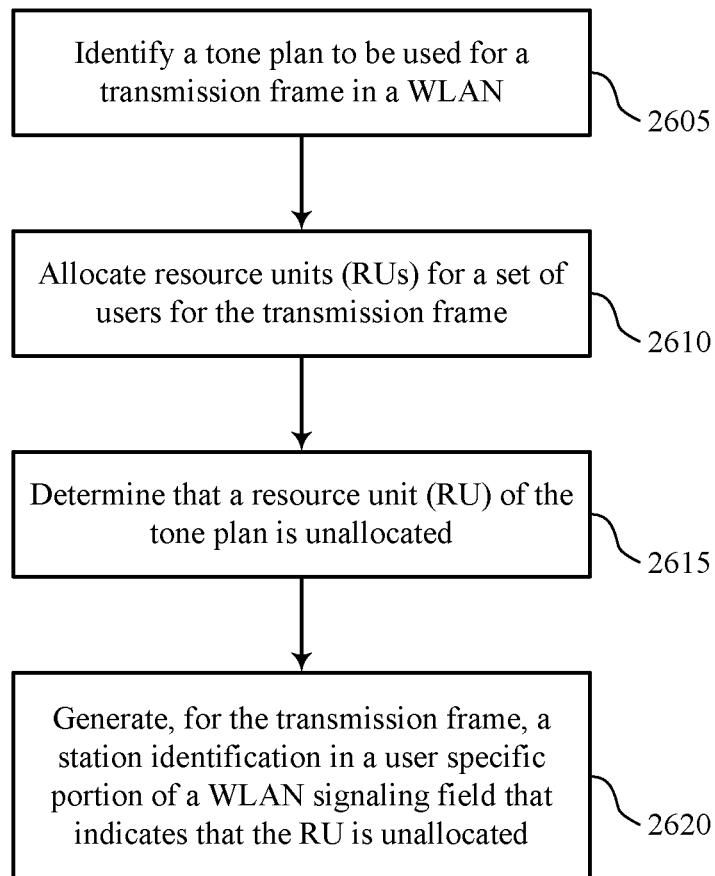 Identify a tone plan to be used for a
transmission frame in a WLAN
2605
Allocate resource units (RUs) for a set of
users for the transmission frame
2610
Determine that a resource unit (RU) of the
tone plan is unallocated
2615
Generate, for the transmission frame, a
station identification in a user specific
portion of a WLAN signaling field that
indicates that the RU is unallocated
2620